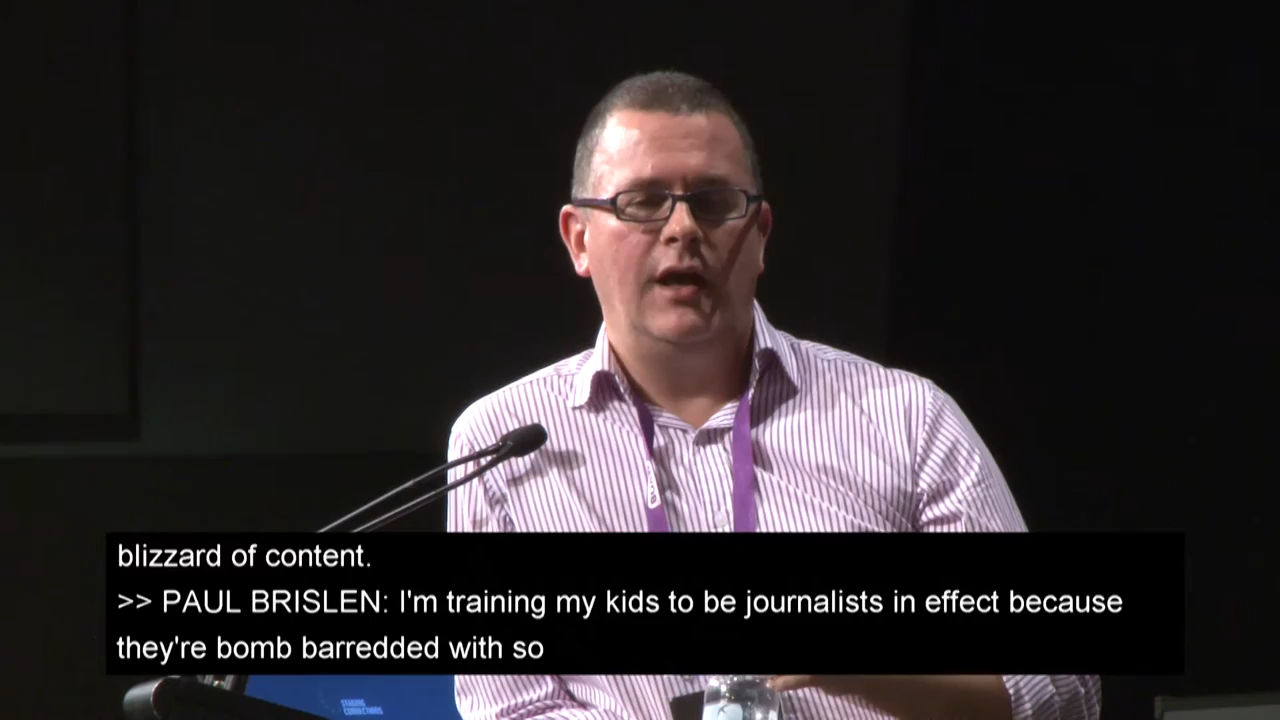 blizzard of content.
>> PAUL BRISLEN: I'm training my kids to be journalists in effect because
they're bomb barredded with so